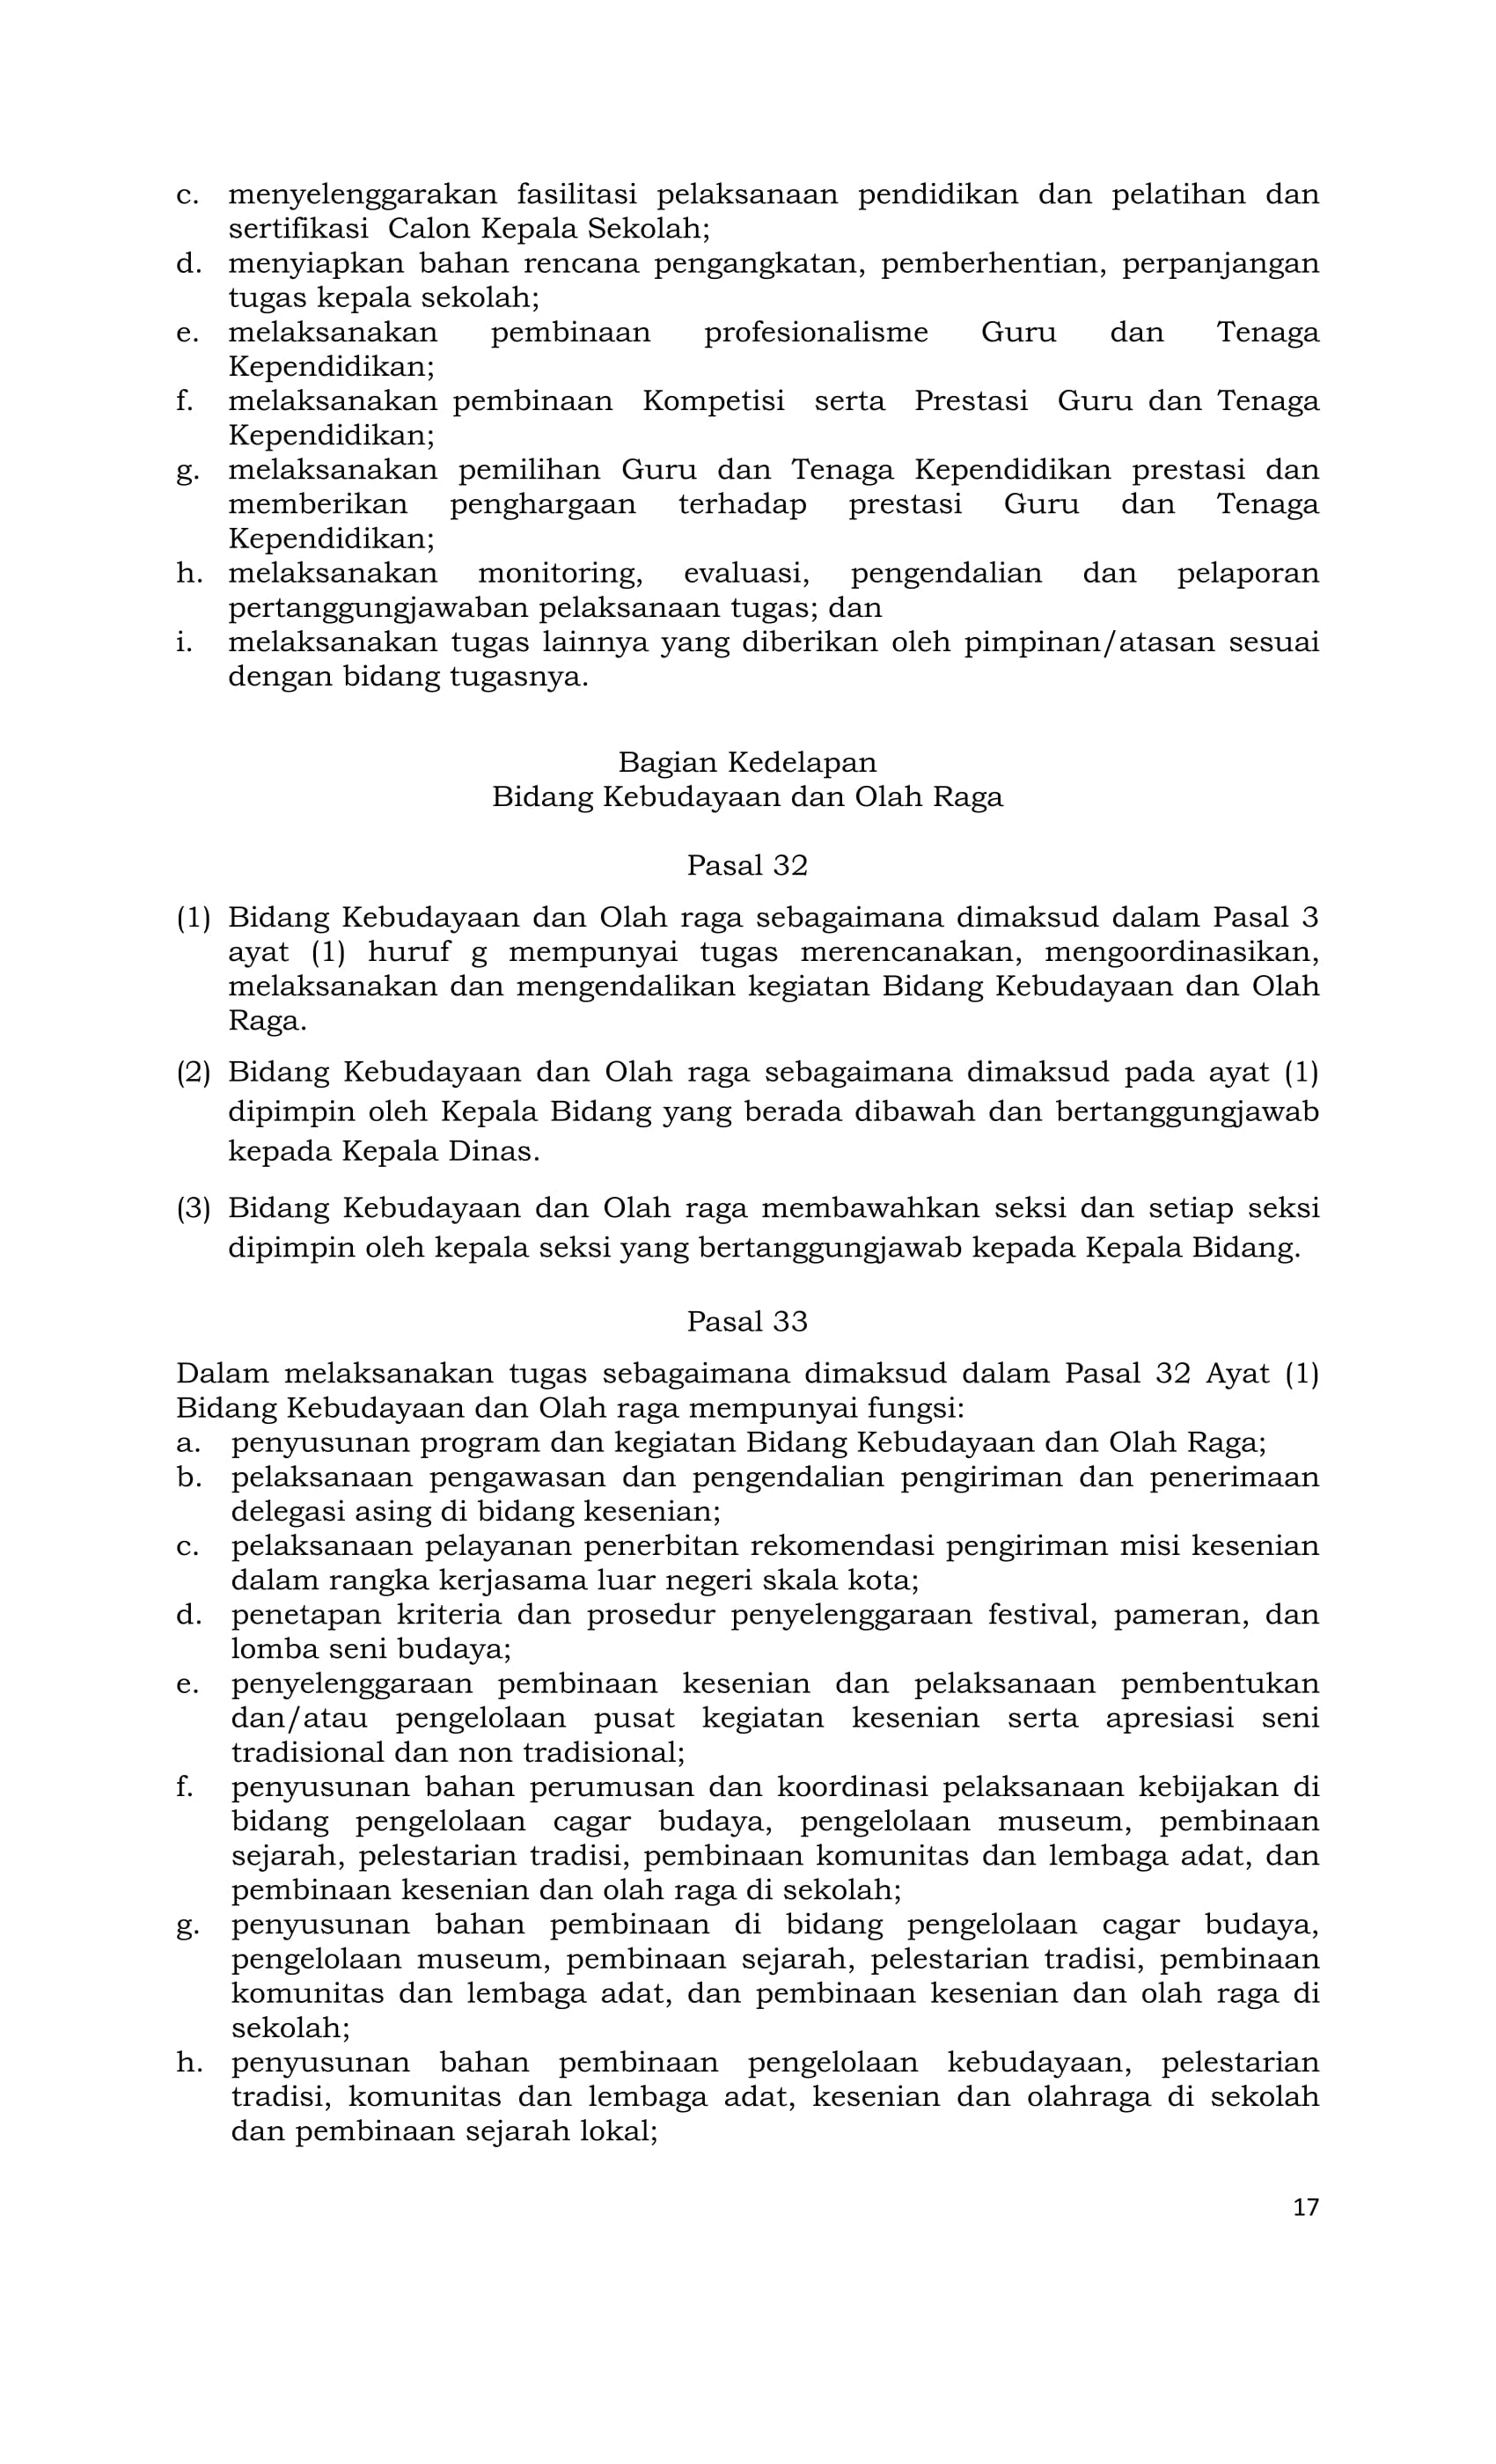 c. menyelenggarakan fasilitasi pelaksanaan pendidikan dan pelatihan dan
sertifikasi Calon Kepala Sekolah;
d. menyiapkan bahan rencana pengangkatan, pemberhentian, perpanjangan
tugas kepala sekolah;
e. melaksanakan pembinaan profesionalisme Guru dan Tenaga
Kependidikan;
f. melaksanakan pembinaan Kompetisi serta Prestasi Guru dan Tenaga
Kependidikan;
g. melaksanakan pemilihan Guru dan Tenaga Kependidikan prestasi dan
memberikan penghargaan terhadap prestasi Guru dan Tenaga
Kependidikan;
h. melaksanakan monitoring, evaluasi, pengendalian dan pelaporan
pertanggungjawaban pelaksanaan tugas; dan
i. melaksanakan tugas lainnya yang diberikan oleh pimpinan/atasan sesuai
dengan bidang tugasnya.
Bagian Kedelapan
Bidang Kebudayaan dan Olah Raga
Pasal 32
(1) Bidang Kebudayaan dan Olah raga sebagaimana dimaksud dalam Pasal 3
ayat (1) huruf g mempunyai tugas merencanakan, mengoordinasikan,
melaksanakan dan mengendalikan kegiatan Bidang Kebudayaan dan Olah
Raga.
(2) Bidang Kebudayaan dan Olah raga sebagaimana dimaksud pada ayat (1)
dipimpin oleh Kepala Bidang yang berada dibawah dan bertanggungjawab
kepada Kepala Dinas.
(3) Bidang Kebudayaan dan Olah raga membawahkan seksi dan setiap seksi
dipimpin oleh kepala seksi yang bertanggungjawab kepada Kepala Bidang.
Pasal 33
Dalam melaksanakan tugas sebagaimana dimaksud dalam Pasal 32 Ayat (1)
Bidang Kebudayaan dan Olah raga mempunyai fungsi:
a. penyusunan program dan kegiatan Bidang Kebudayaan dan Olah Raga;
b. pelaksanaan pengawasan dan pengendalian pengiriman dan penerimaan
delegasi asing di bidang kesenian;
c. pelaksanaan pelayanan penerbitan rekomendasi pengiriman misi kesenian
dalam rangka kerjasama luar negeri skala kota;
d. penetapan kriteria dan prosedur penyelenggaraan festival, pameran, dan
lomba seni budaya;
e. penyelenggaraan pembinaan kesenian dan pelaksanaan pembentukan
dan/atau pengelolaan pusat kegiatan kesenian serta apresiasi seni
tradisional dan non tradisional;
f. penyusunan bahan perumusan dan koordinasi pelaksanaan kebijakan di
bidang pengelolaan cagar budaya, pengelolaan museum, pembinaan
sejarah, pelestarian tradisi, pembinaan komunitas dan lembaga adat, dan
pembinaan kesenian dan olah raga di sekolah;
g. penyusunan bahan pembinaan di bidang pengelolaan cagar budaya,
pengelolaan museum, pembinaan sejarah, pelestarian tradisi, pembinaan
komunitas dan lembaga adat, dan pembinaan kesenian dan olah raga di
sekolah;
h. penyusunan bahan pembinaan pengelolaan kebudayaan, pelestarian
tradisi, komunitas dan lembaga adat, kesenian dan olahraga di sekolah
dan pembinaan sejarah lokal;
17